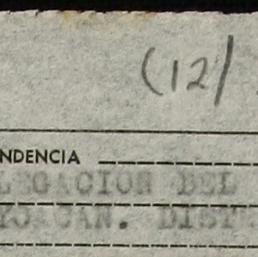 (12/
NDENCIA
LEGACION DEL
YOACAN. DIST